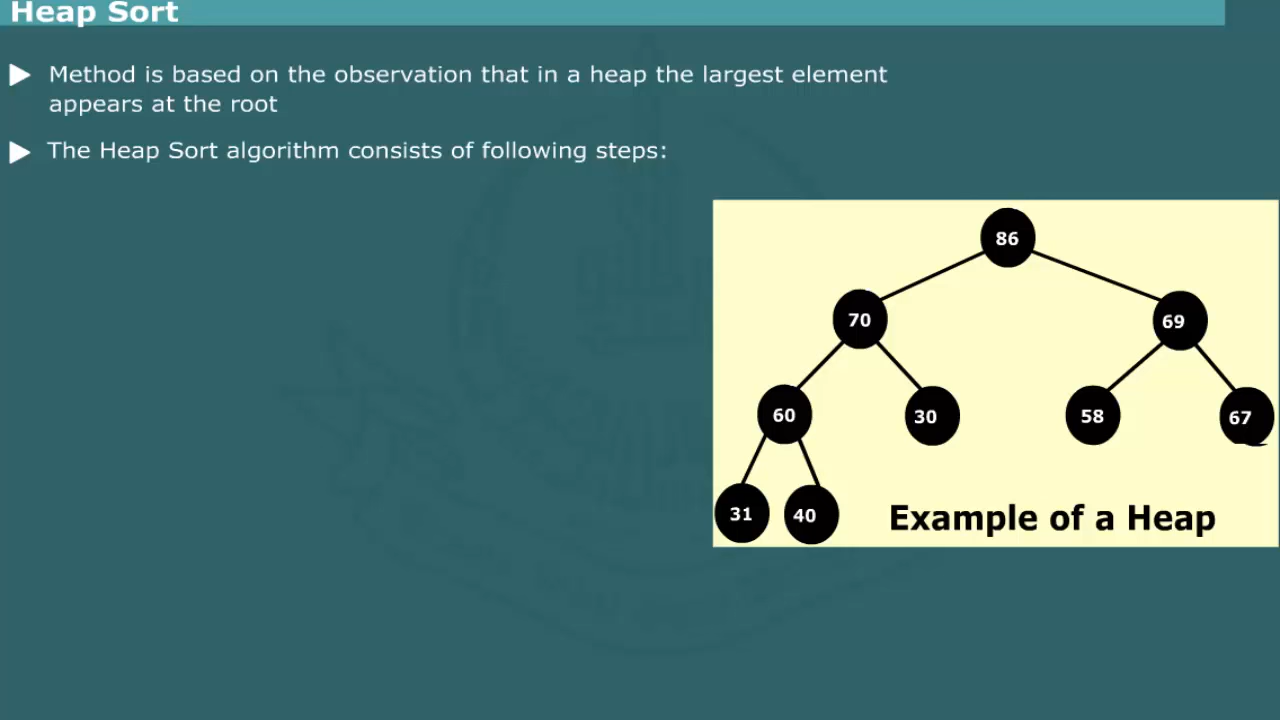 Heap Sort
Method is based on the observation that in a heap the largest element
appears at the root
The Heap Sort algorithm consists of following steps:
86
70
69
60
30
58
67
31
40
Example of a Heap